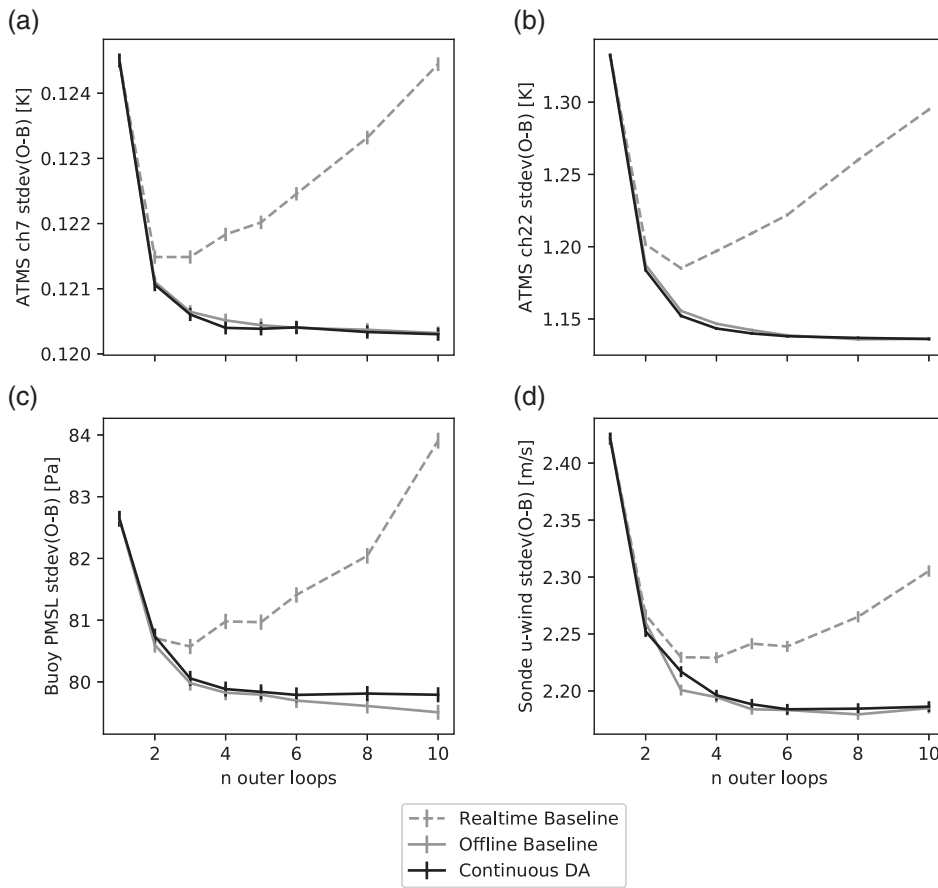 (a)
ATMS ch7 stdev(O-B) [K]
0.124
0.123
0.122
0.121
0.120
(b)
ATMS ch22 stdev(O-B) [K]
1.30
1.25
1.20
1.15
(c)
Buoy PMSL stdev(O-B) [Pa]
84
83
82
81
80
2 4 6 8 10
n outer loops
(d)
Sonde u-wind stdev(O-B) [m/s]
2.40
2.35
2.30
2.25
2.20
2 4 6 8 10
n outer loops
Realtime Baseline
Offline Baseline
Continuous DA